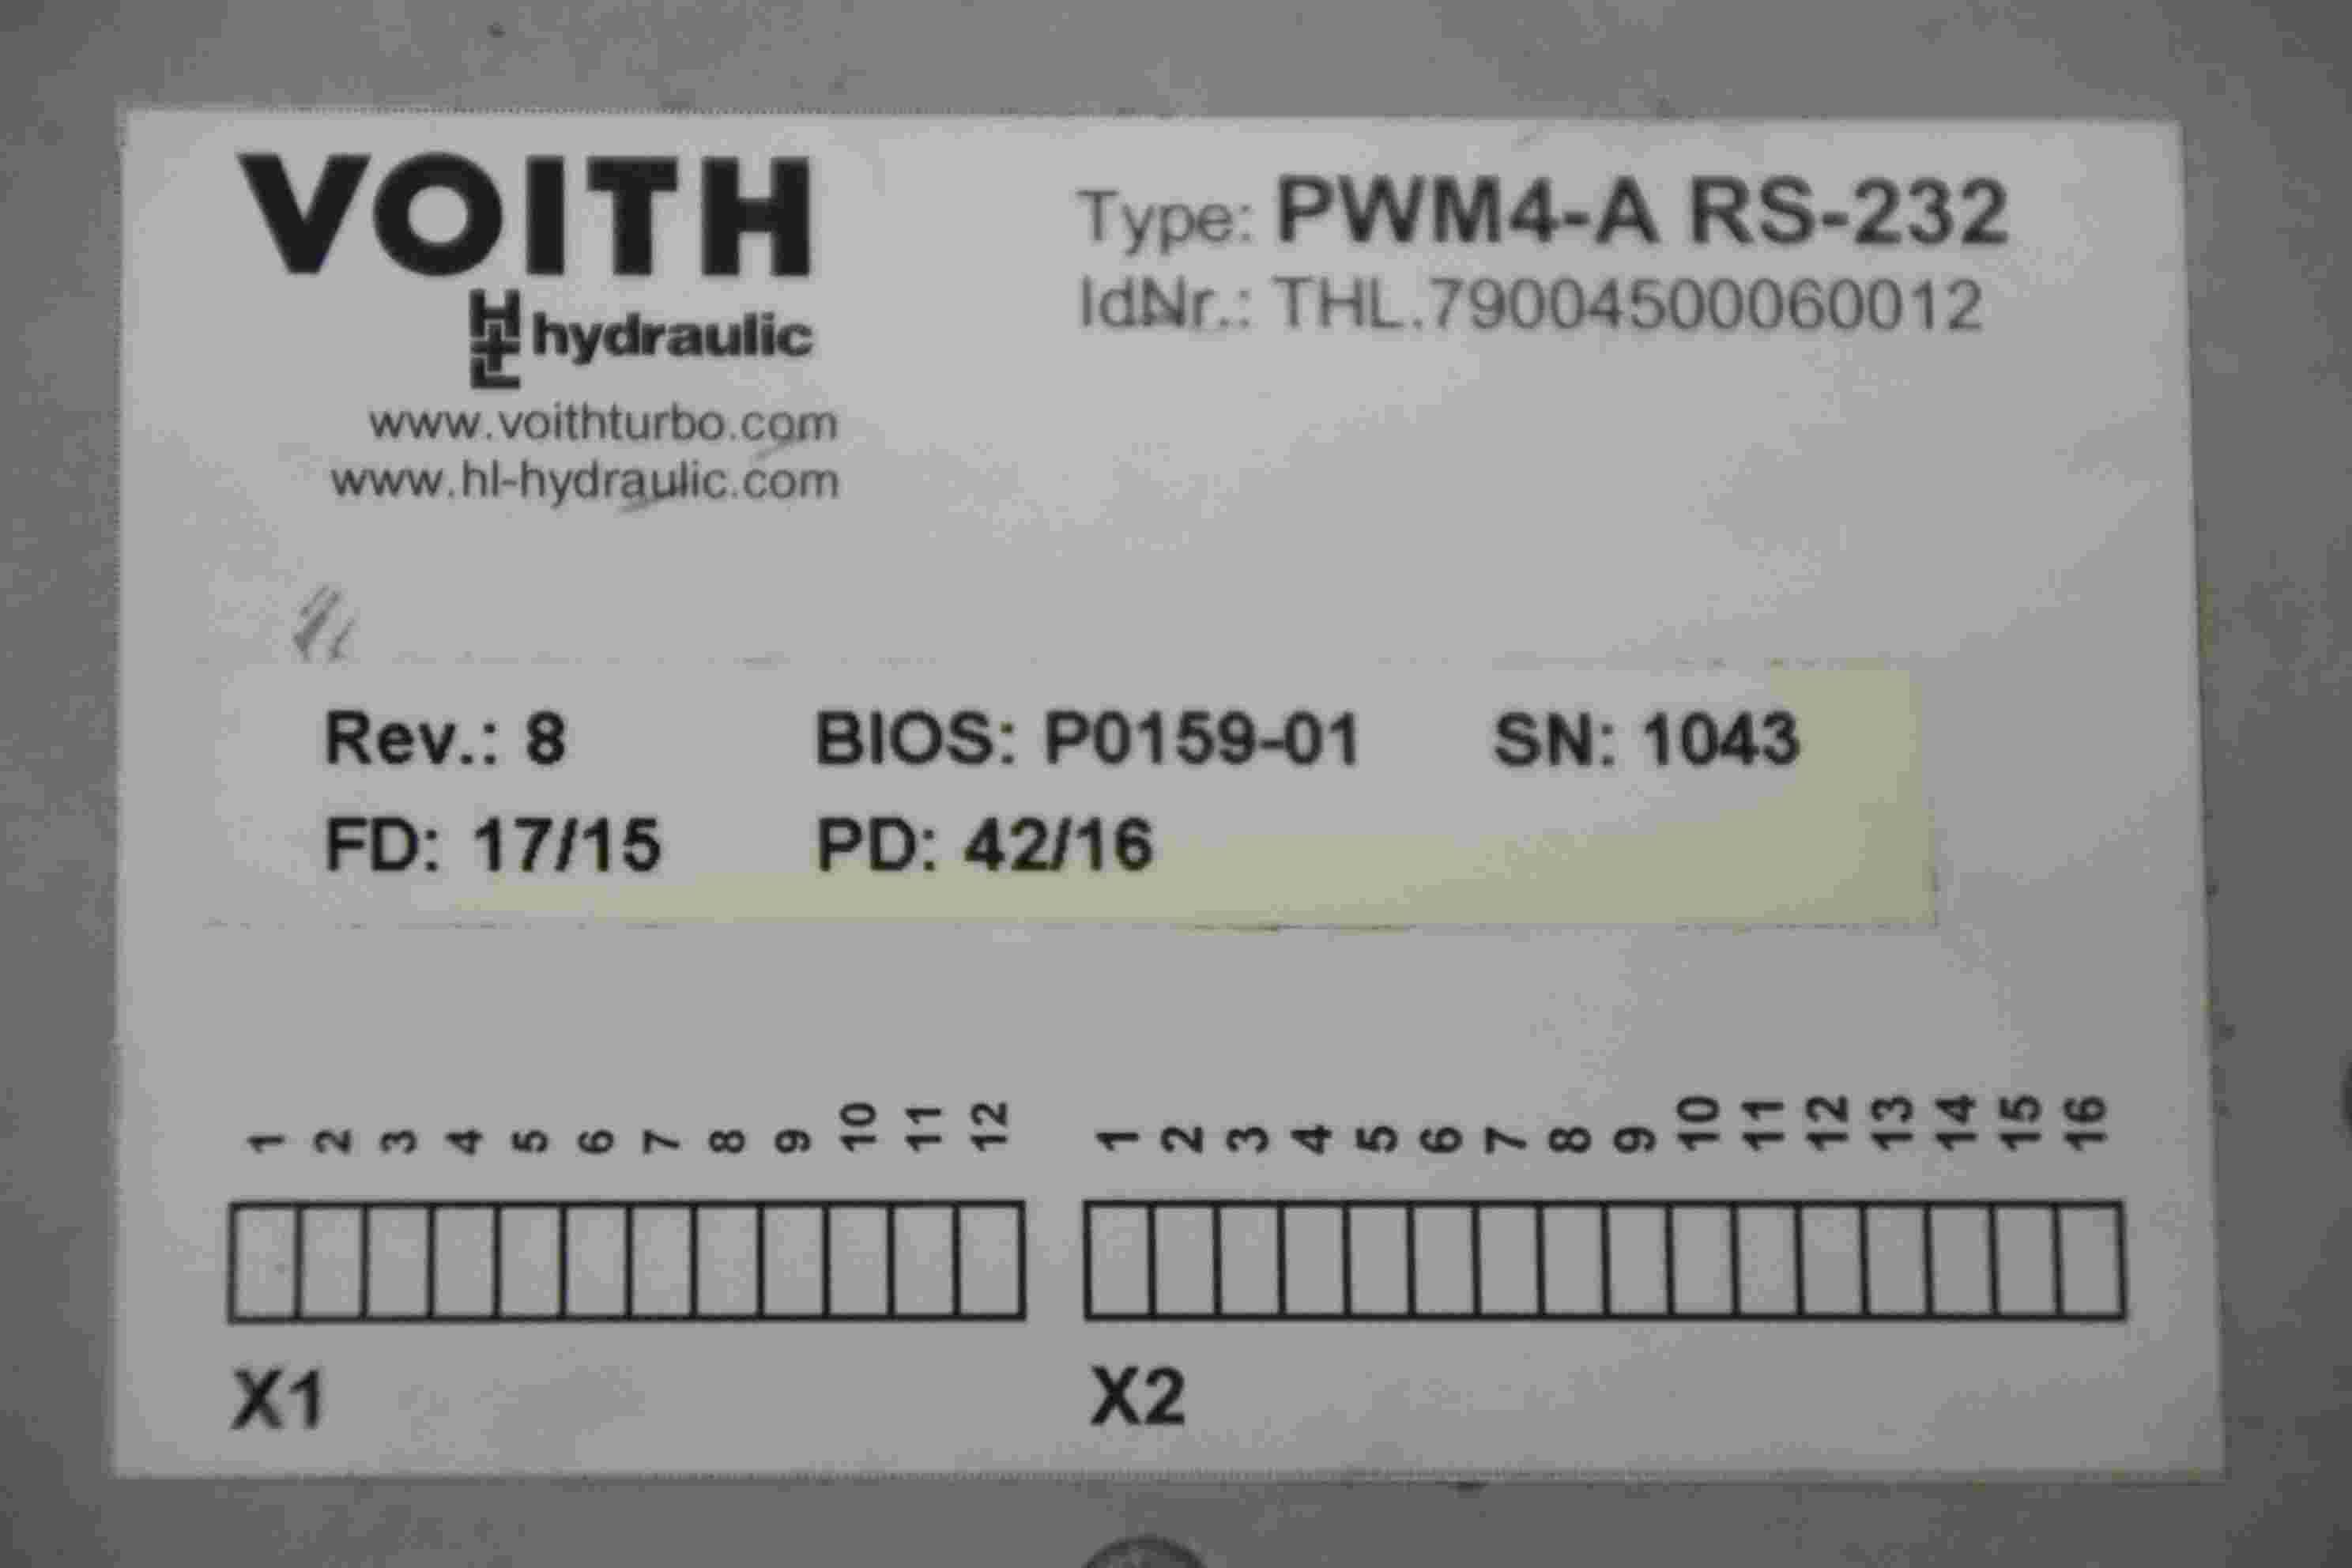 VOITH
H+L hydraulic
www.voithturbo.com
www.hl-hydraulic.com
Type: PWM4-A RS-232
IdNr.: THL.79004500060012
Rev.: 8 BIOS: P0159-01 SN: 1043
FD: 17/15 PD: 42/16
1 2 3 4 5 6 7 8 9 10 11 12
X1
1 2 3 4 5 6 7 8 9 10 11 12 13 14 15 16
X2